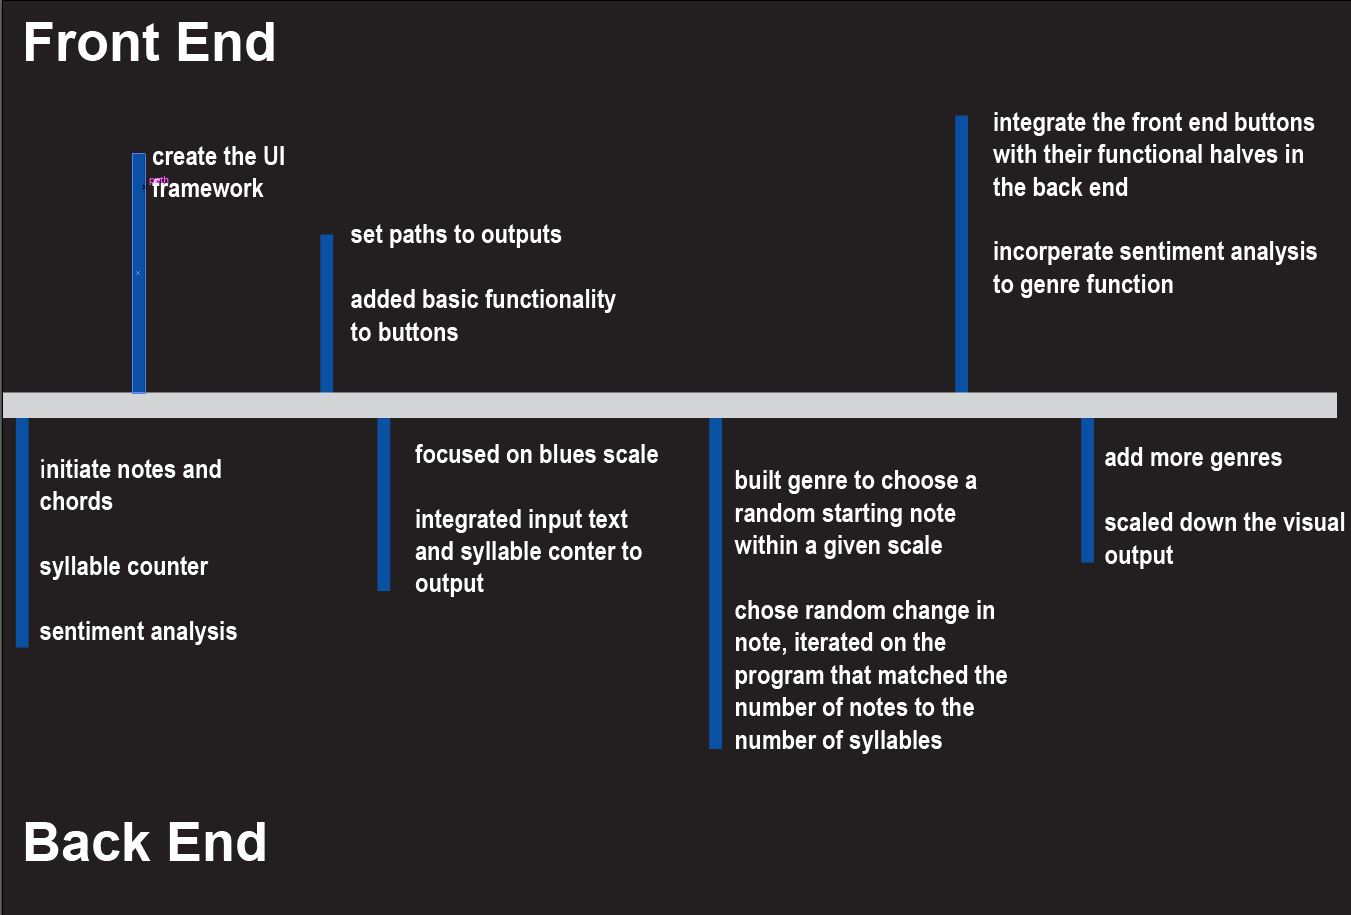 Front End
create the UI
framework
path
set paths to outputs
added basic functionality
to buttons
integrate the front end buttons
with their functional halves in
the back end
incorperate sentiment analysis
to genre function
initiate notes and
chords
syllable counter
sentiment analysis
focused on blues scale
integrated input text
and syllable conter to
output
built genre to choose a
random starting note
within a given scale
chose random change in
note, iterated on the
program that matched the
number of notes to the
number of syllables
add more genres
scaled down the visual
output
Back End